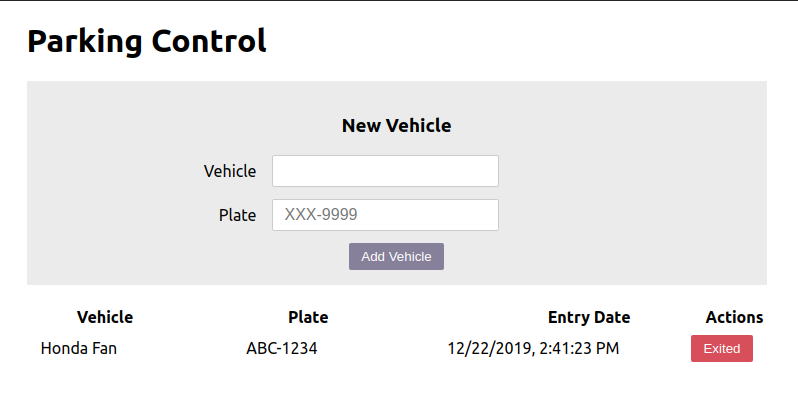 Parking Control
New Vehicle
Vehicle
Plate XXX-9999
Add Vehicle
Vehicle Plate Entry Date Actions
Honda Fan ABC-1234 12/22/2019, 2:41:23 PM Exited